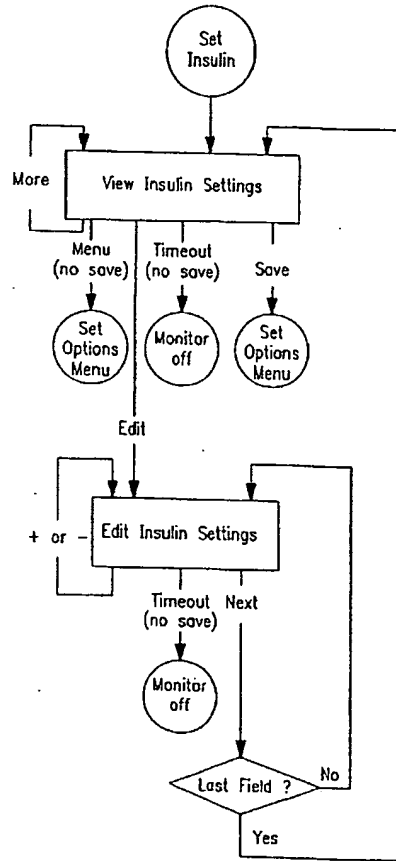 Set
Insulin
More
View Insulin Settings
Menu
(no save)
Timeout
(no save)
Save
Set
Options
Menu
Monitor
off
Set
Options
Menu
Edit
+ or -
Edit Insulin Settings
Timeout
(no save)
Next
Monitor
off
Last Field ?
No
Yes